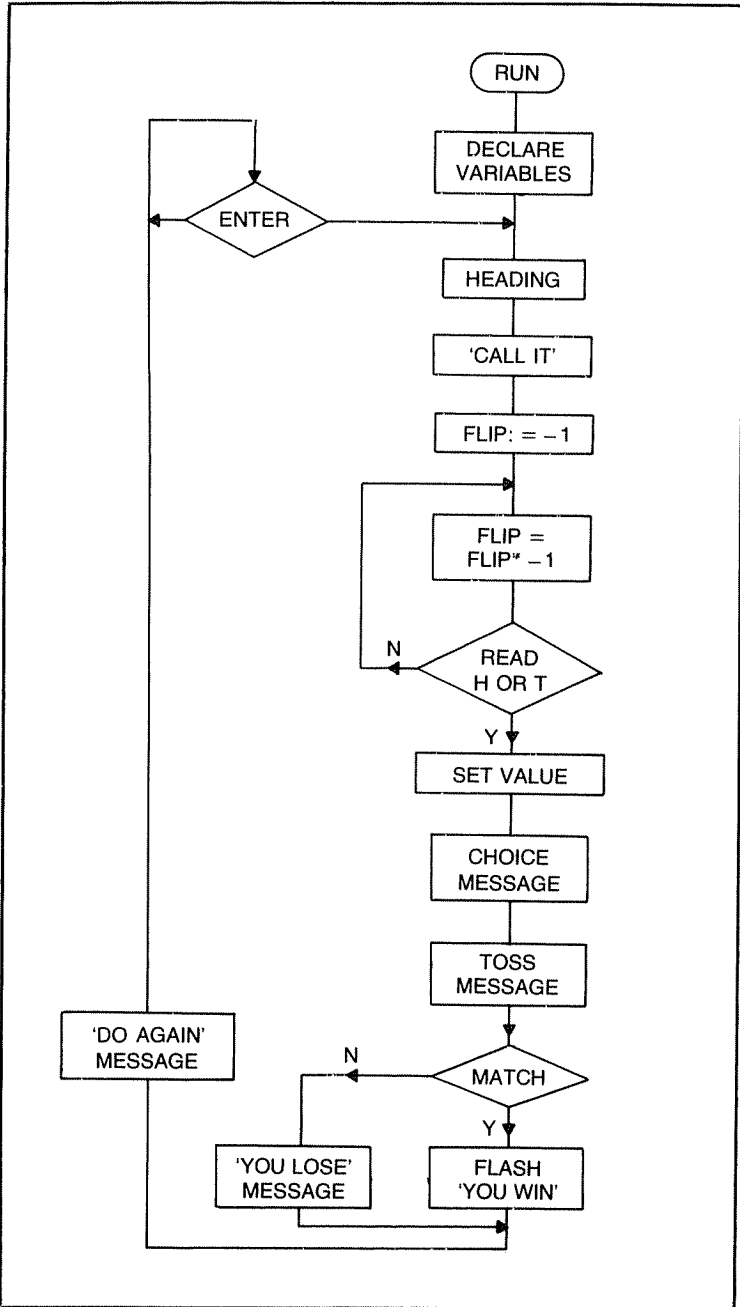 RUN
DECLARE
VARIABLES
ENTER
HEADING
'CALL IT'
FLIP: = −1
FLIP =
FLIP* −1
N
READ
H OR T
Y
SET VALUE
CHOICE
MESSAGE
TOSS
MESSAGE
'DO AGAIN'
MESSAGE
N
MATCH
Y
'YOU LOSE'
MESSAGE
FLASH
'YOU WIN'